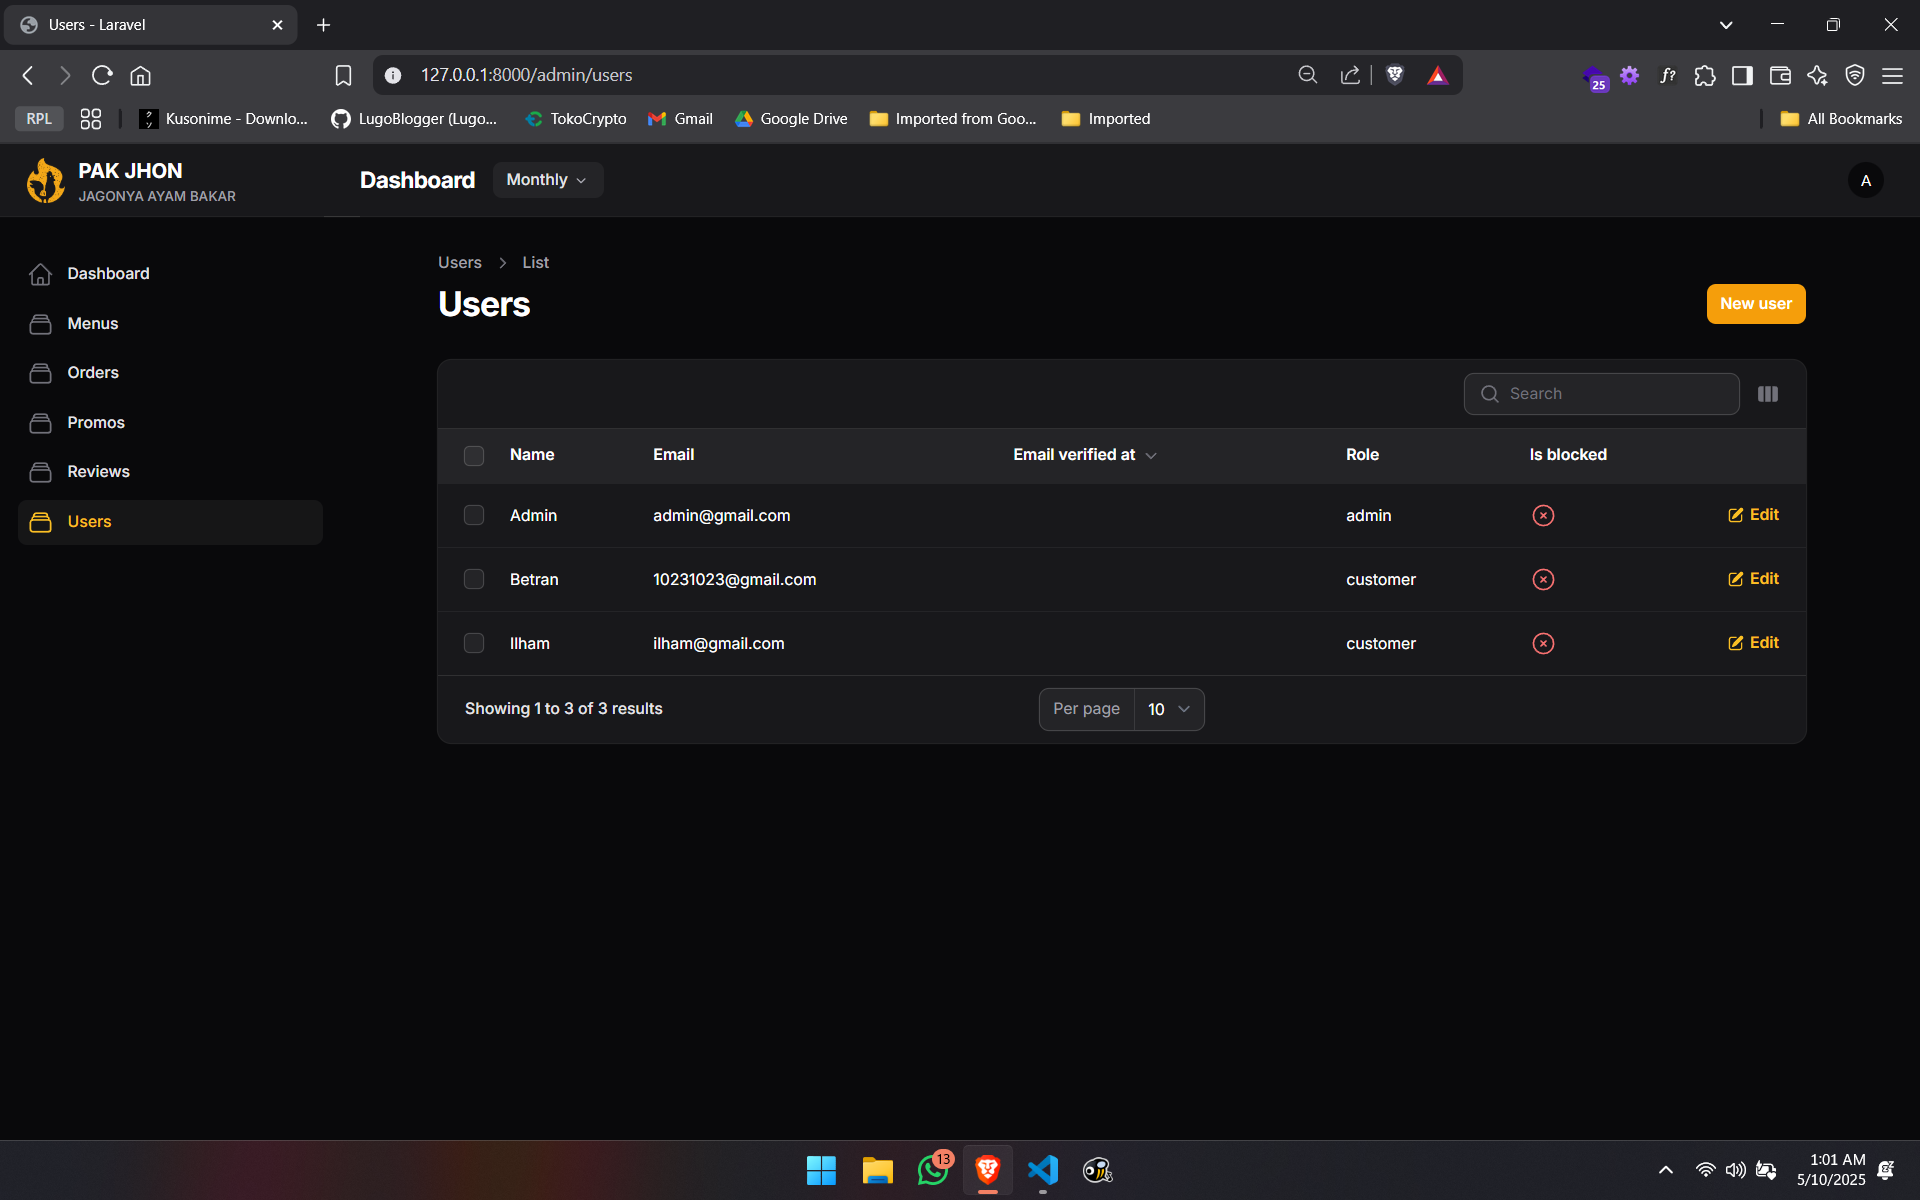 Users - Laravel
127.0.0.1:8000/admin/users
25
f?
RPL
Kusonime - Downlo...
LugoBlogger (Lugo...
TokoCrypto
Gmail
Google Drive
Imported from Goo...
Imported
All Bookmarks
PAK JHON
JAGONYA AYAM BAKAR
Dashboard
Monthly
A
Dashboard
Menus
Orders
Promos
Reviews
Users
Users > List
Users
New user
Search
Name Email Email verified at Role Is blocked
Admin admin@gmail.com admin Edit
Betran 10231023@gmail.com customer Edit
Ilham ilham@gmail.com customer Edit
Showing 1 to 3 of 3 results
Per page 10
13
1:01 AM
5/10/2025